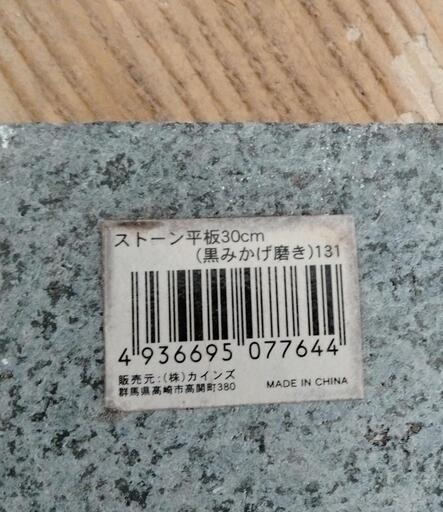 ストーン平板30cm
(黒みかげ磨き)131
4 936695 077644
販売元:(株)カインズ
群馬県高崎市高関町380
MADE IN CHINA